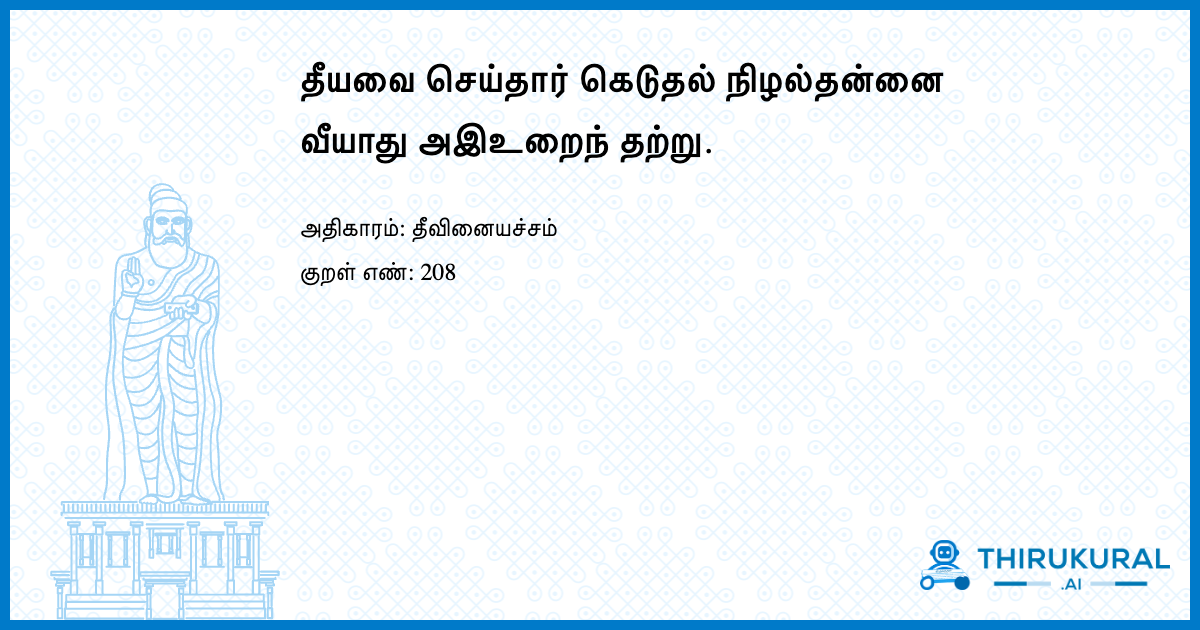 தீயவை செய்தார் கெடுதல் நிழல்தன்னை
வீயாது அஇஉறைந் தற்று.
அதிகாரம்: தீவினையச்சம்
குறள் எண்: 208
THIRUKURAL
.AI